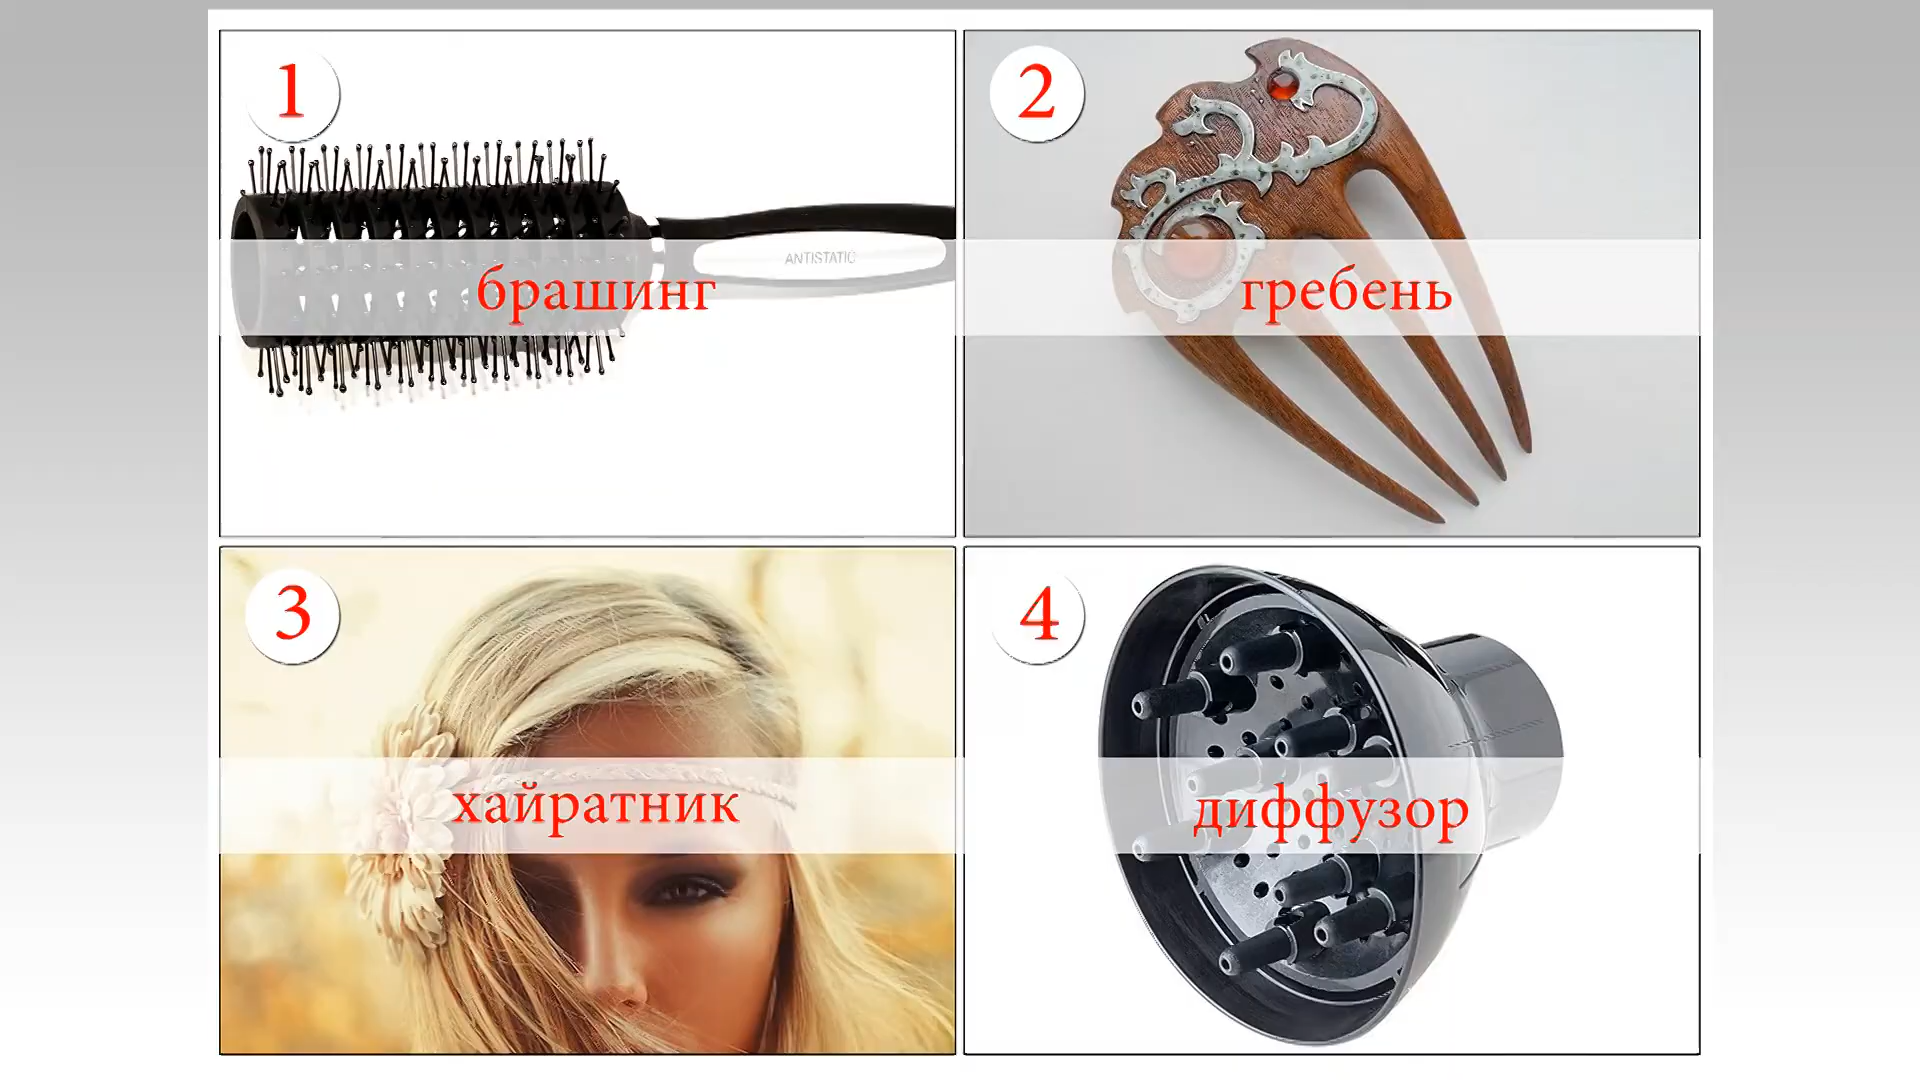 1
ANTISTATIC
брашинг
2
гребень
3
хайратник
4
диффузор